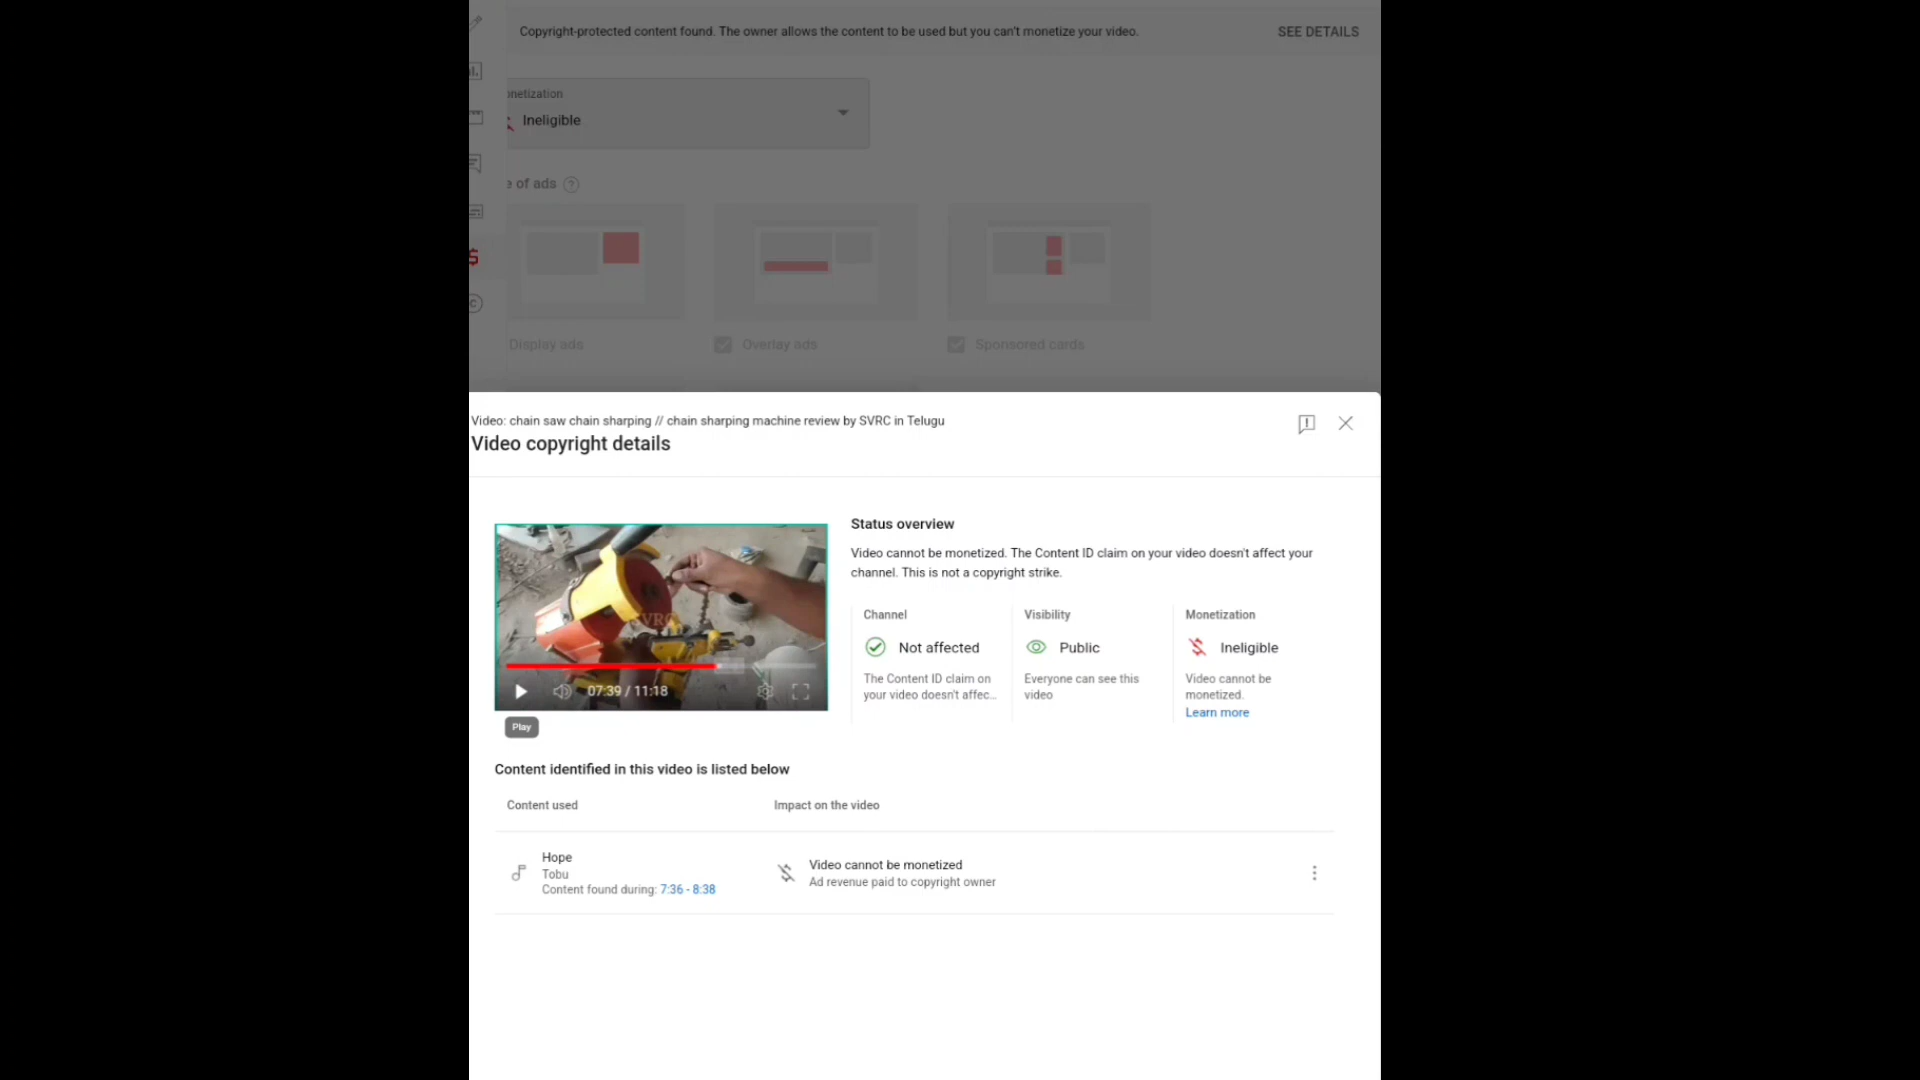 Copyright-protected content found. The owner allows the content to be used but you can't monetize your video.
SEE DETAILS
onetization
Ineligible
e of ads
Display ads
Overlay ads
Sponsored cards
Video: chain saw chain sharping // chain sharping machine review by SVRC in Telugu
Video copyright details
Status overview
Video cannot be monetized. The Content ID claim on your video doesn't affect your
channel. This is not a copyright strike.
Channel
Not affected
The Content ID claim on
your video doesn't affec...
Visibility
Public
Everyone can see this
video
Monetization
Ineligible
Video cannot be
monetized.
Learn more
SVRC
07:39 / 11:18
Play
Content identified in this video is listed below
Content used
Impact on the video
Hope
Tobu
Content found during: 7:36 - 8:38
Video cannot be monetized
Ad revenue paid to copyright owner